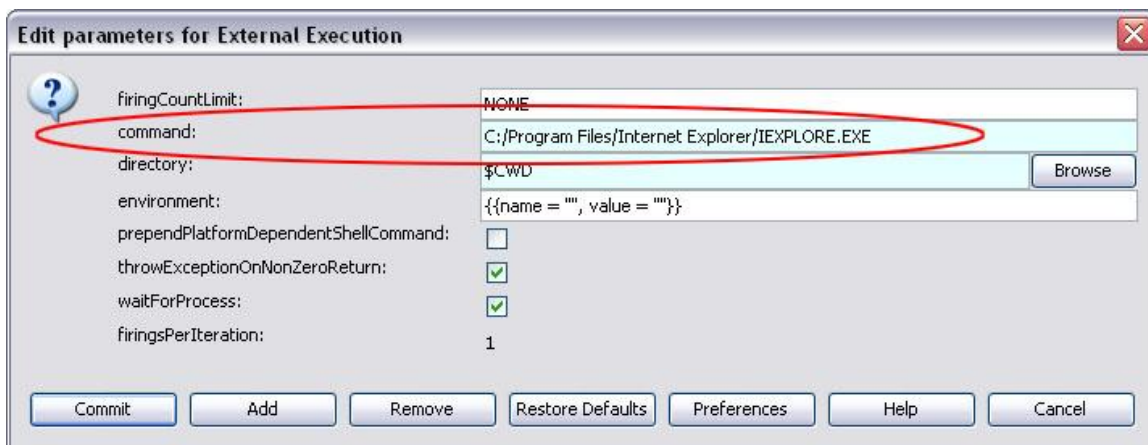 Edit parameters for External Execution
firingCountLimit: NONE
command: C:/Program Files/Internet Explorer/IEXPLORE.EXE
directory: $CWD Browse
environment: {{name = "", value = ""}}
prependPlatformDependentShellCommand:
throwExceptionOnNonZeroReturn:
waitForProcess:
firingsPerIteration: 1
Commit Add Remove Restore Defaults Preferences Help Cancel